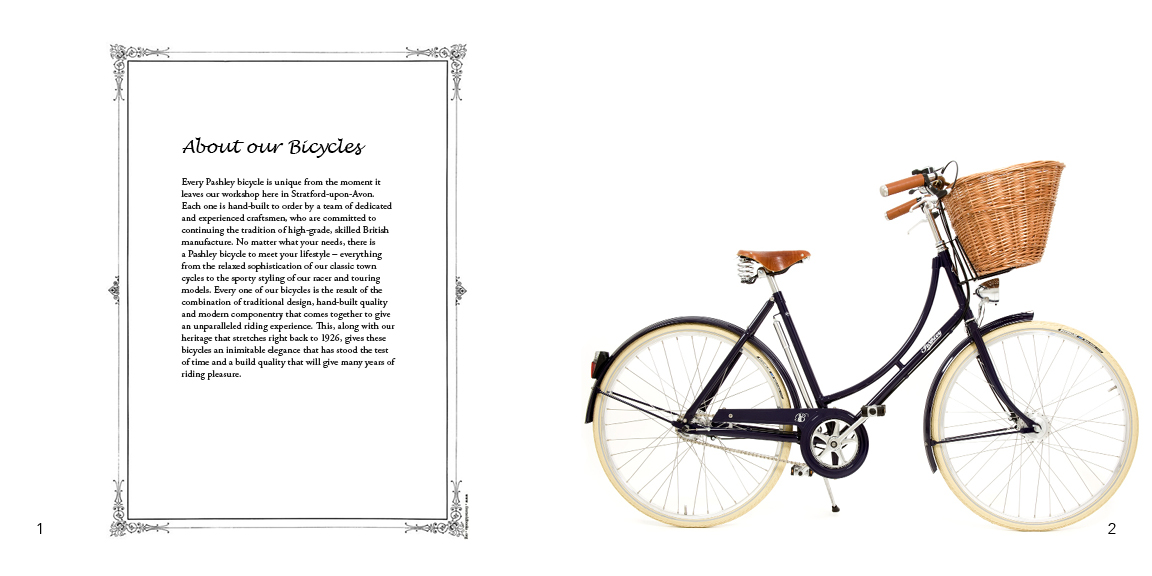 About our Bicycles
Every Pashley bicycle is unique from the moment it
leaves our workshop here in Stratford-upon-Avon.
Each one is hand-built to order by a team of dedicated
and experienced craftsmen, who are committed to
continuing the tradition of high-grade, skilled British
manufacture. No matter what your needs, there is
a Pashley bicycle to meet your lifestyle – everything
from the relaxed sophistication of our classic town
cycles to the sporty styling of our racer and touring
models. Every one of our bicycles is the result of the
combination of traditional design, hand-built quality
and modern componentry that comes together to give
an unparalleled riding experience. This, along with our
heritage that stretches right back to 1926, gives these
bicycles an inimitable elegance that has stood the test
of time and a build quality that will give many years of
riding pleasure.
1
Pashley
2